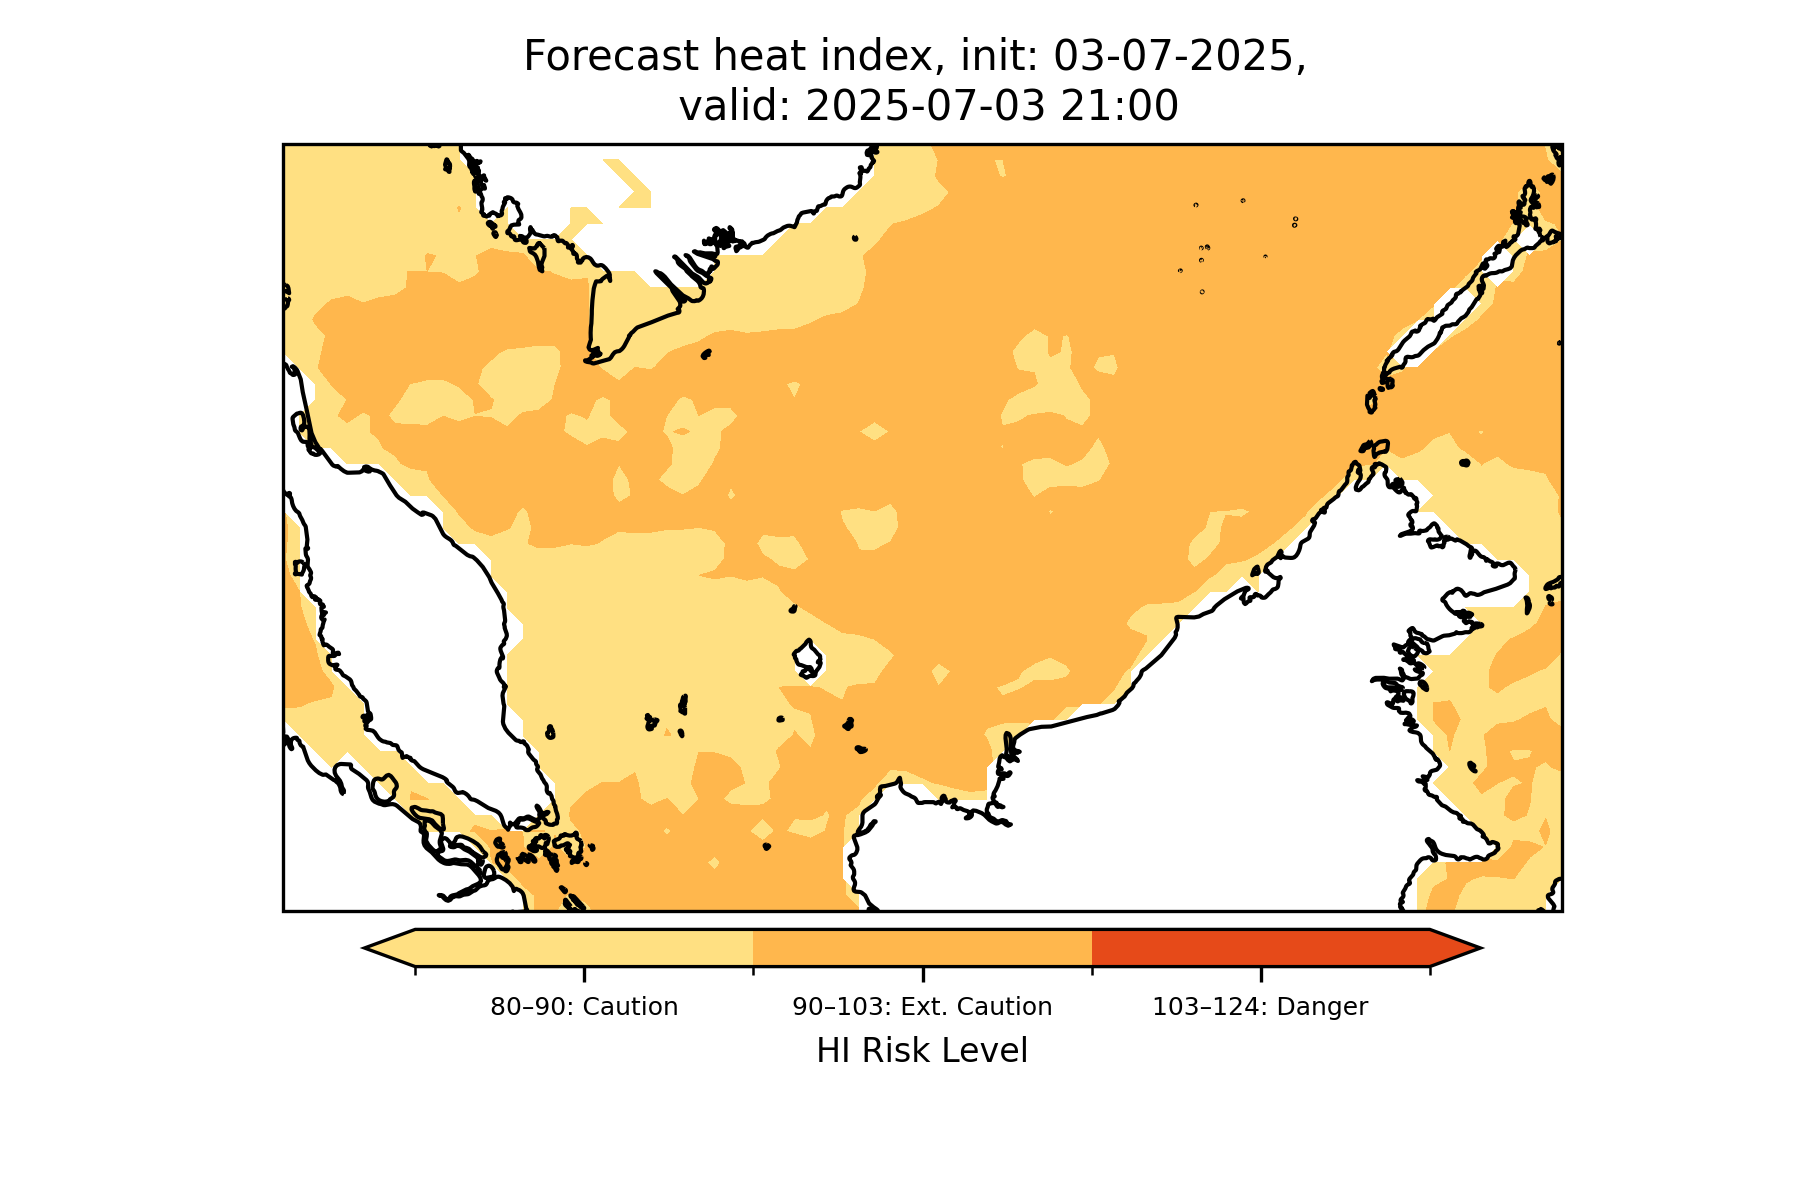 Forecast heat index, init: 03-07-2025,
valid: 2025-07-03 21:00
80–90: Caution
90–103: Ext. Caution
103–124: Danger
HI Risk Level